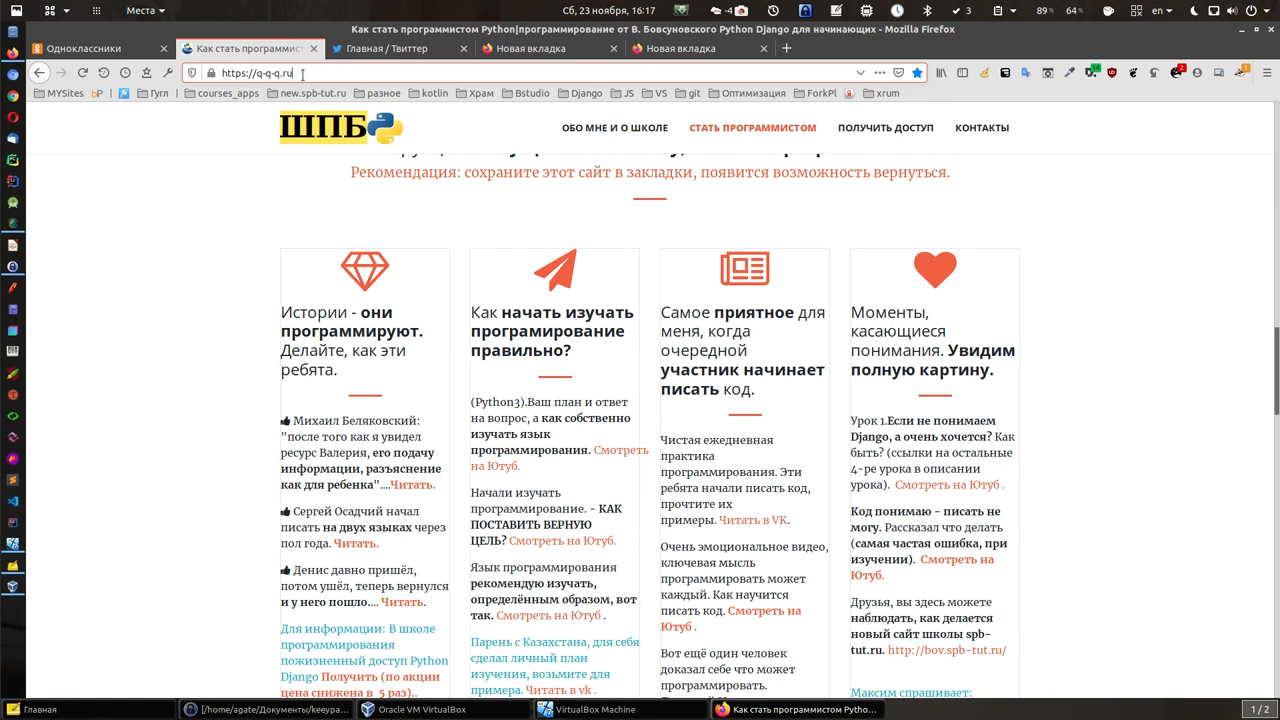 Места
Сб, 23 ноября, 16:17
en
89%
64%
Как стать программистом Python|программирование от В. Бовсуновского Python Django для начинающих - Mozilla Firefox
Одноклассники
Как стать программист
Главная / Твиттер
Новая вкладка
Новая вкладка
https://q-q-q.ru
MYSites
Гугл
courses_apps
new.spb-tut.ru
разное
kotlin
Храм
Bstudio
Django
JS
VS
git
Оптимизация
ForkPl
xrum
ШПБ
ОБО МНЕ И О ШКОЛЕ
СТАТЬ ПРОГРАММИСТОМ
ПОЛУЧИТЬ ДОСТУП
КОНТАКТЫ
Рекомендация: сохраните этот сайт в закладки, появится возможность вернуться.
Истории - они
программируют.
Делайте, как эти
ребята.
Михаил Беляковский:
"после того как я увидел
ресурс Валерия, его подачу
информации, разъяснение
как для ребенка"....Читать.
Сергей Осадчий начал
писать на двух языках через
пол года. Читать.
Денис давно пришёл,
потом ушёл, теперь вернулся
и у него пошло.... Читать.
Для информации: В школе
программирования
пожизненный доступ Python
Django Получить (по акции
цена снижена в 5 раз)..
Как начать изучать
програмирование
правильно?
(Python3).Ваш план и ответ
на вопрос, а как собственно
изучать язык
программирования. Смотреть
на Ютуб.
Начали изучать
программирование. - КАК
ПОСТАВИТЬ ВЕРНУЮ
ЦЕЛЬ? Смотреть на Ютуб.
Язык программирования
рекомендую изучать,
определённым образом, вот
так. Смотреть на Ютуб .
Парень с Казахстана, для себя
сделал личный план
изучения, возьмите для
примера. Читать в vk .
Самое приятное для
меня, когда
очередной
участник начинает
писать код.
Чистая ежедневная
практика
программирования. Эти
ребята начали писать код,
прочтите их
примеры. Читать в VK.
Очень эмоциональное видео,
ключевая мысль
программировать может
каждый. Как научится
писать код. Смотреть на
Ютуб .
Вот ещё один человек
доказал себе что может
программировать.
Моменты,
касающиеся
понимания. Увидим
полную картину.
Урок 1.Если не понимаем
Django, а очень хочется? Как
быть? (ссылки на остальные
4-ре урока в описании
урока). Смотреть на Ютуб .
Код понимаю - писать не
могу. Рассказал что делать
(самая частая ошибка, при
изучении). Смотреть на
Ютуб.
Друзья, вы здесь можете
наблюдать, как делается
новый сайт школы spb-
tut.ru. http://bov.spb-tut.ru/
Максим спрашивает:
Главная
[/home/agate/Документы/keeypa...
Oracle VM VirtualBox
VirtualBox Machine
Как стать программистом Pytho...
1 / 2